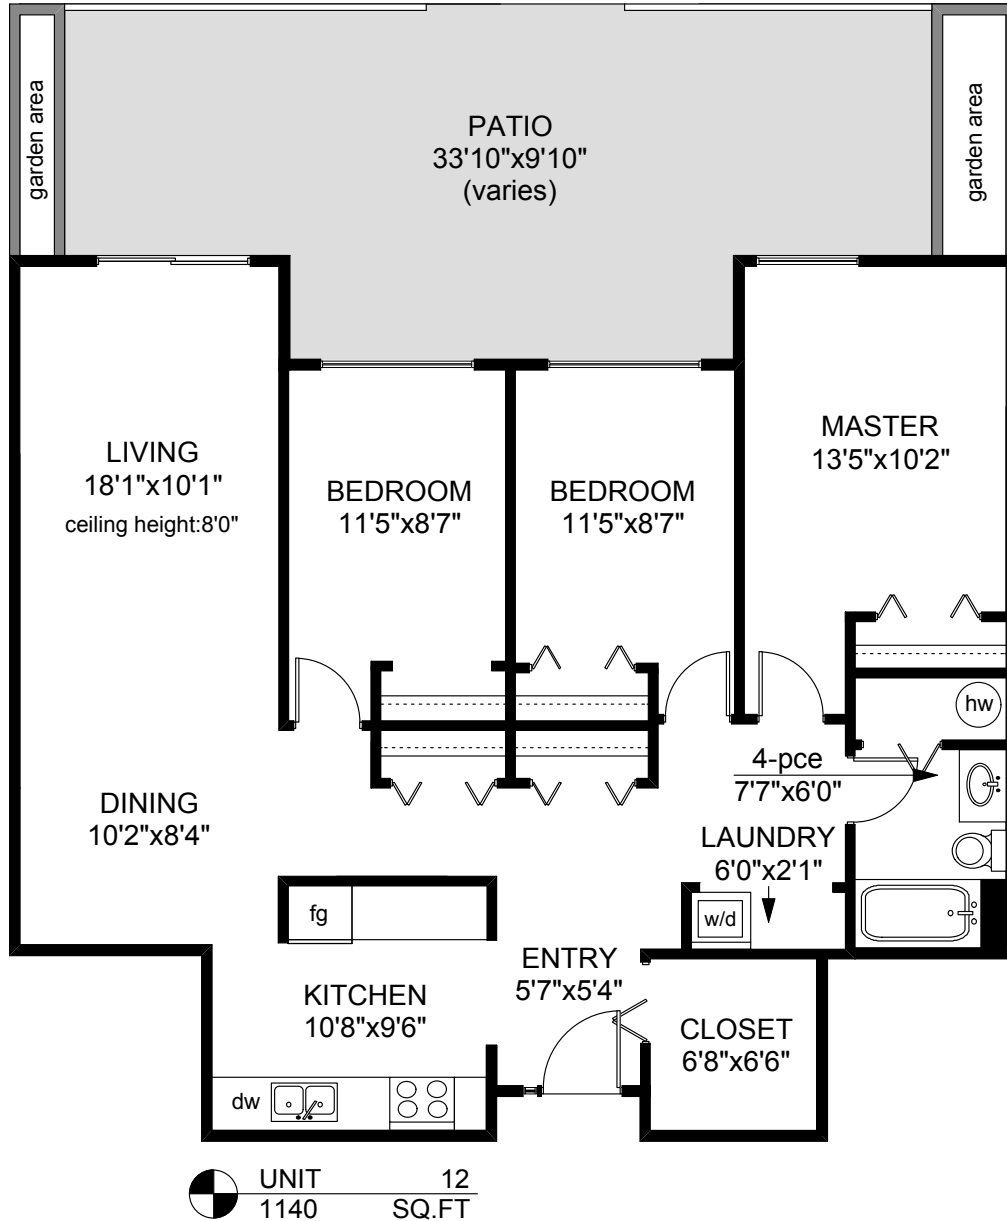 garden area
PATIO
33'10"x9'10"
(varies)
garden area
LIVING
18'1"x10'1"
ceiling height:8'0"
BEDROOM
11'5"x8'7"
BEDROOM
11'5"x8'7"
MASTER
13'5"x10'2"
hw
4-pce
7'7"x6'0"
DINING
10'2"x8'4"
LAUNDRY
6'0"x2'1"
fg
w/d
ENTRY
5'7"x5'4"
KITCHEN
10'8"x9'6"
CLOSET
6'8"x6'6"
dw
UNIT 12
1140 SQ.FT